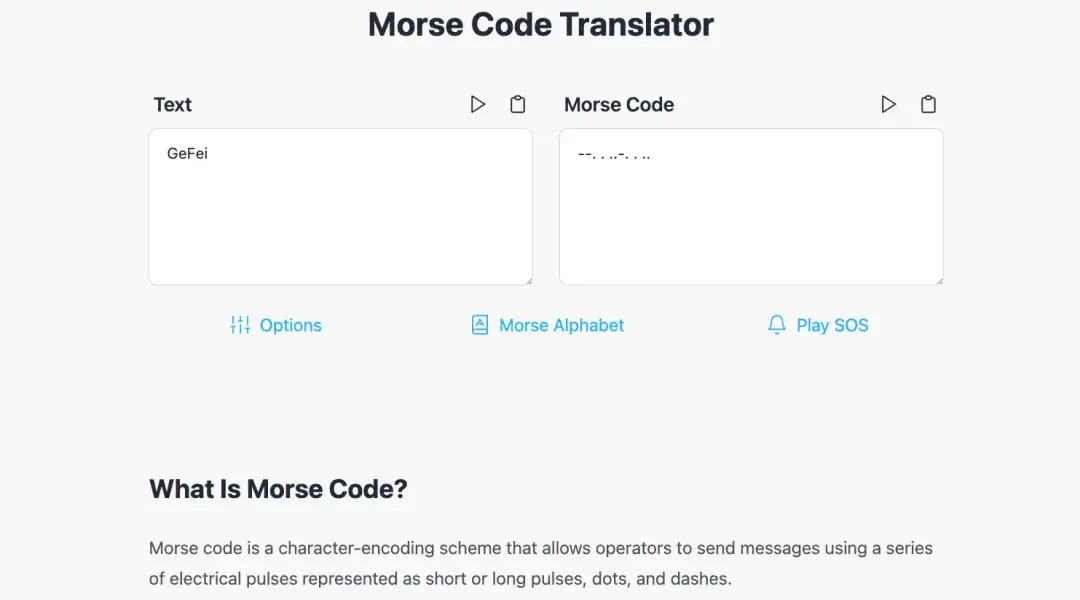 Morse Code Translator
Text
Morse Code
GeFei
--. . ..-. . ..
Options
Morse Alphabet
Play SOS
What Is Morse Code?
Morse code is a character-encoding scheme that allows operators to send messages using a series
of electrical pulses represented as short or long pulses, dots, and dashes.